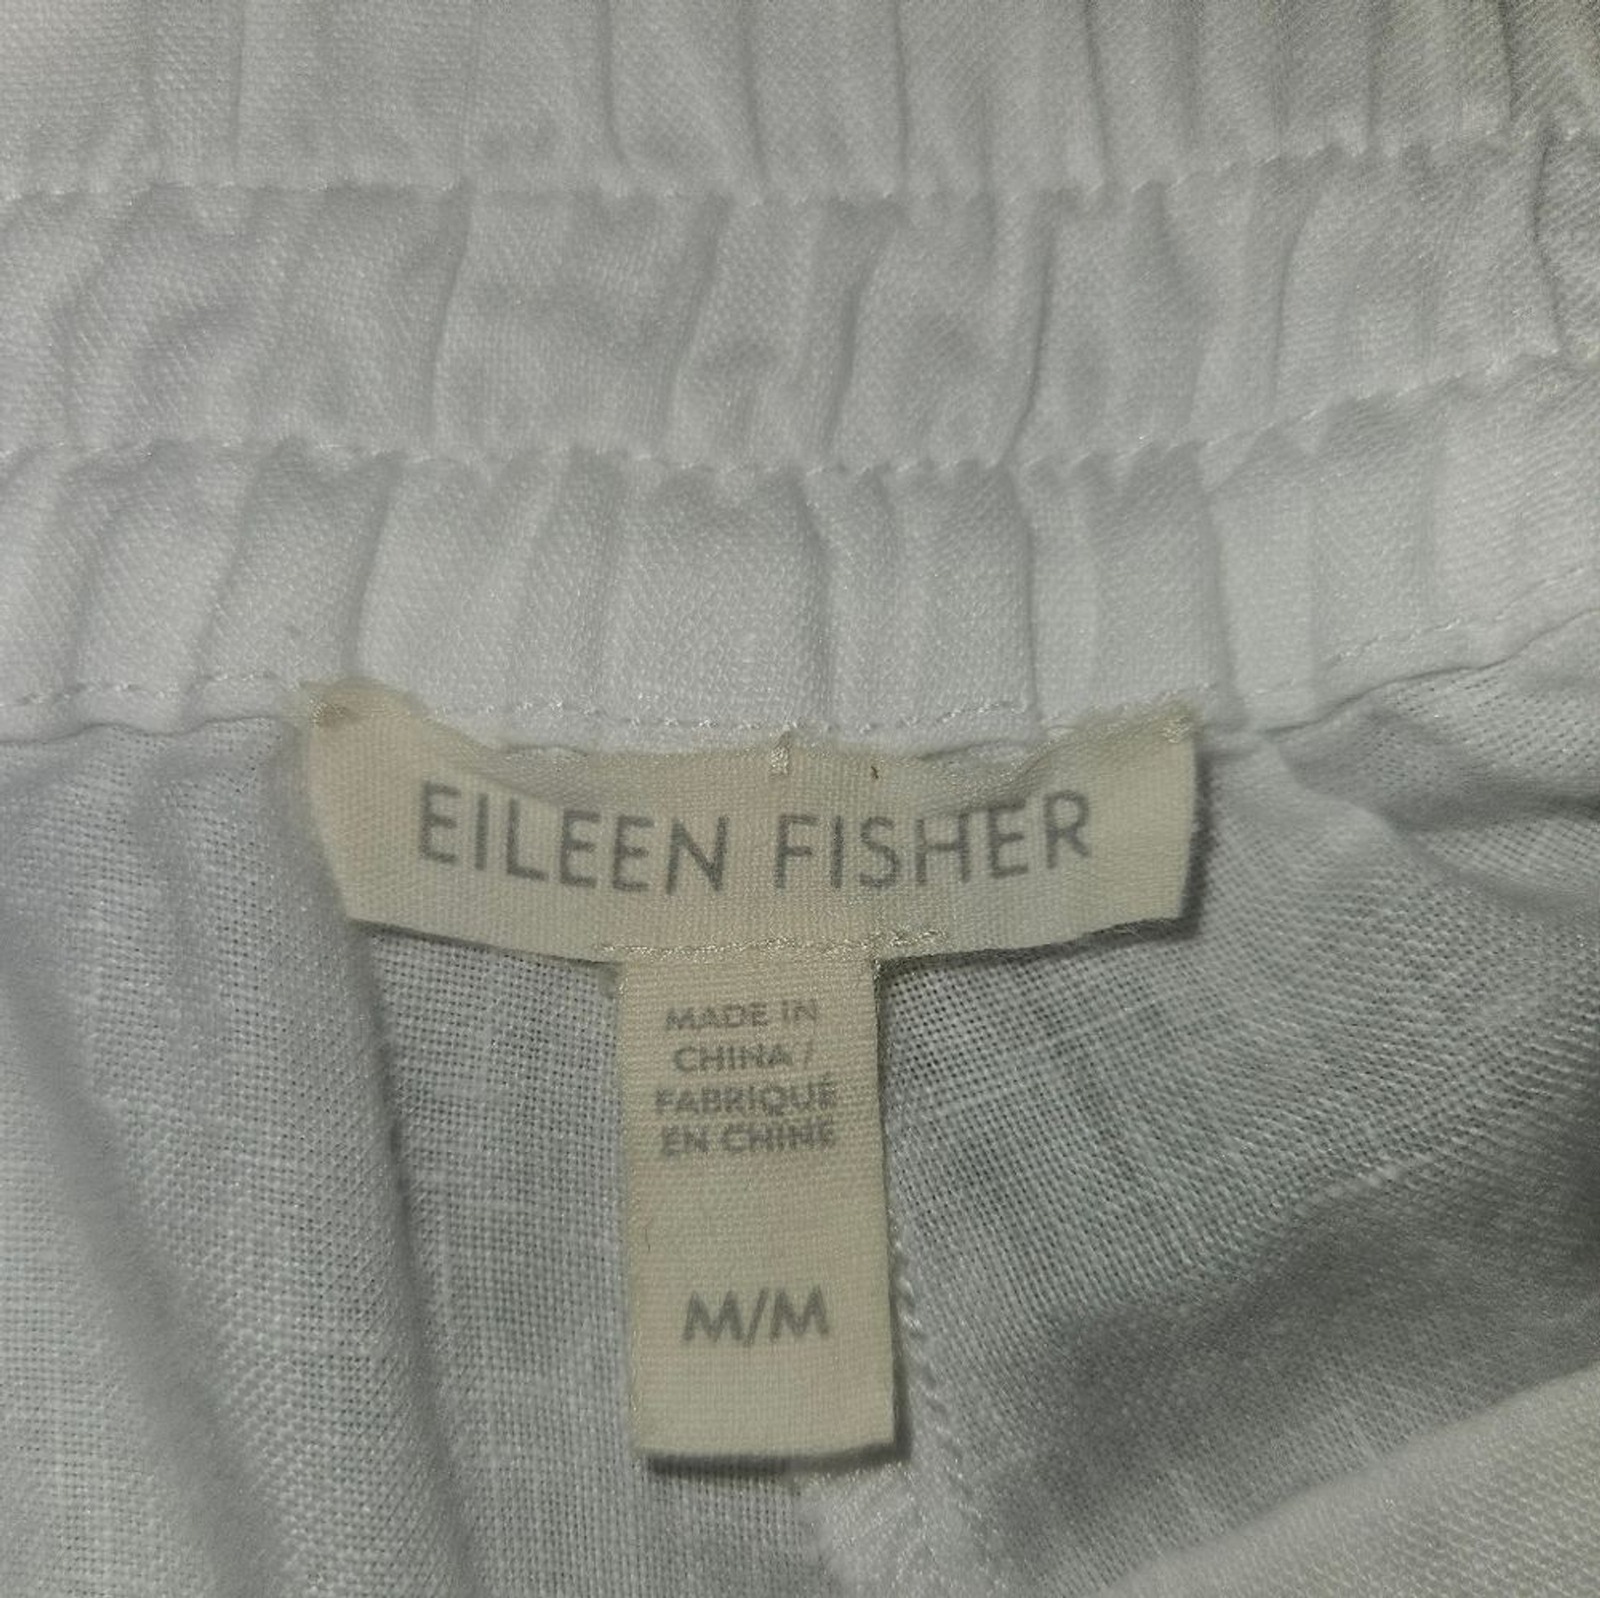 EILEEN FISHER
MADE IN
CHINA /
FABRIQUÉ
EN CHINE
M/M